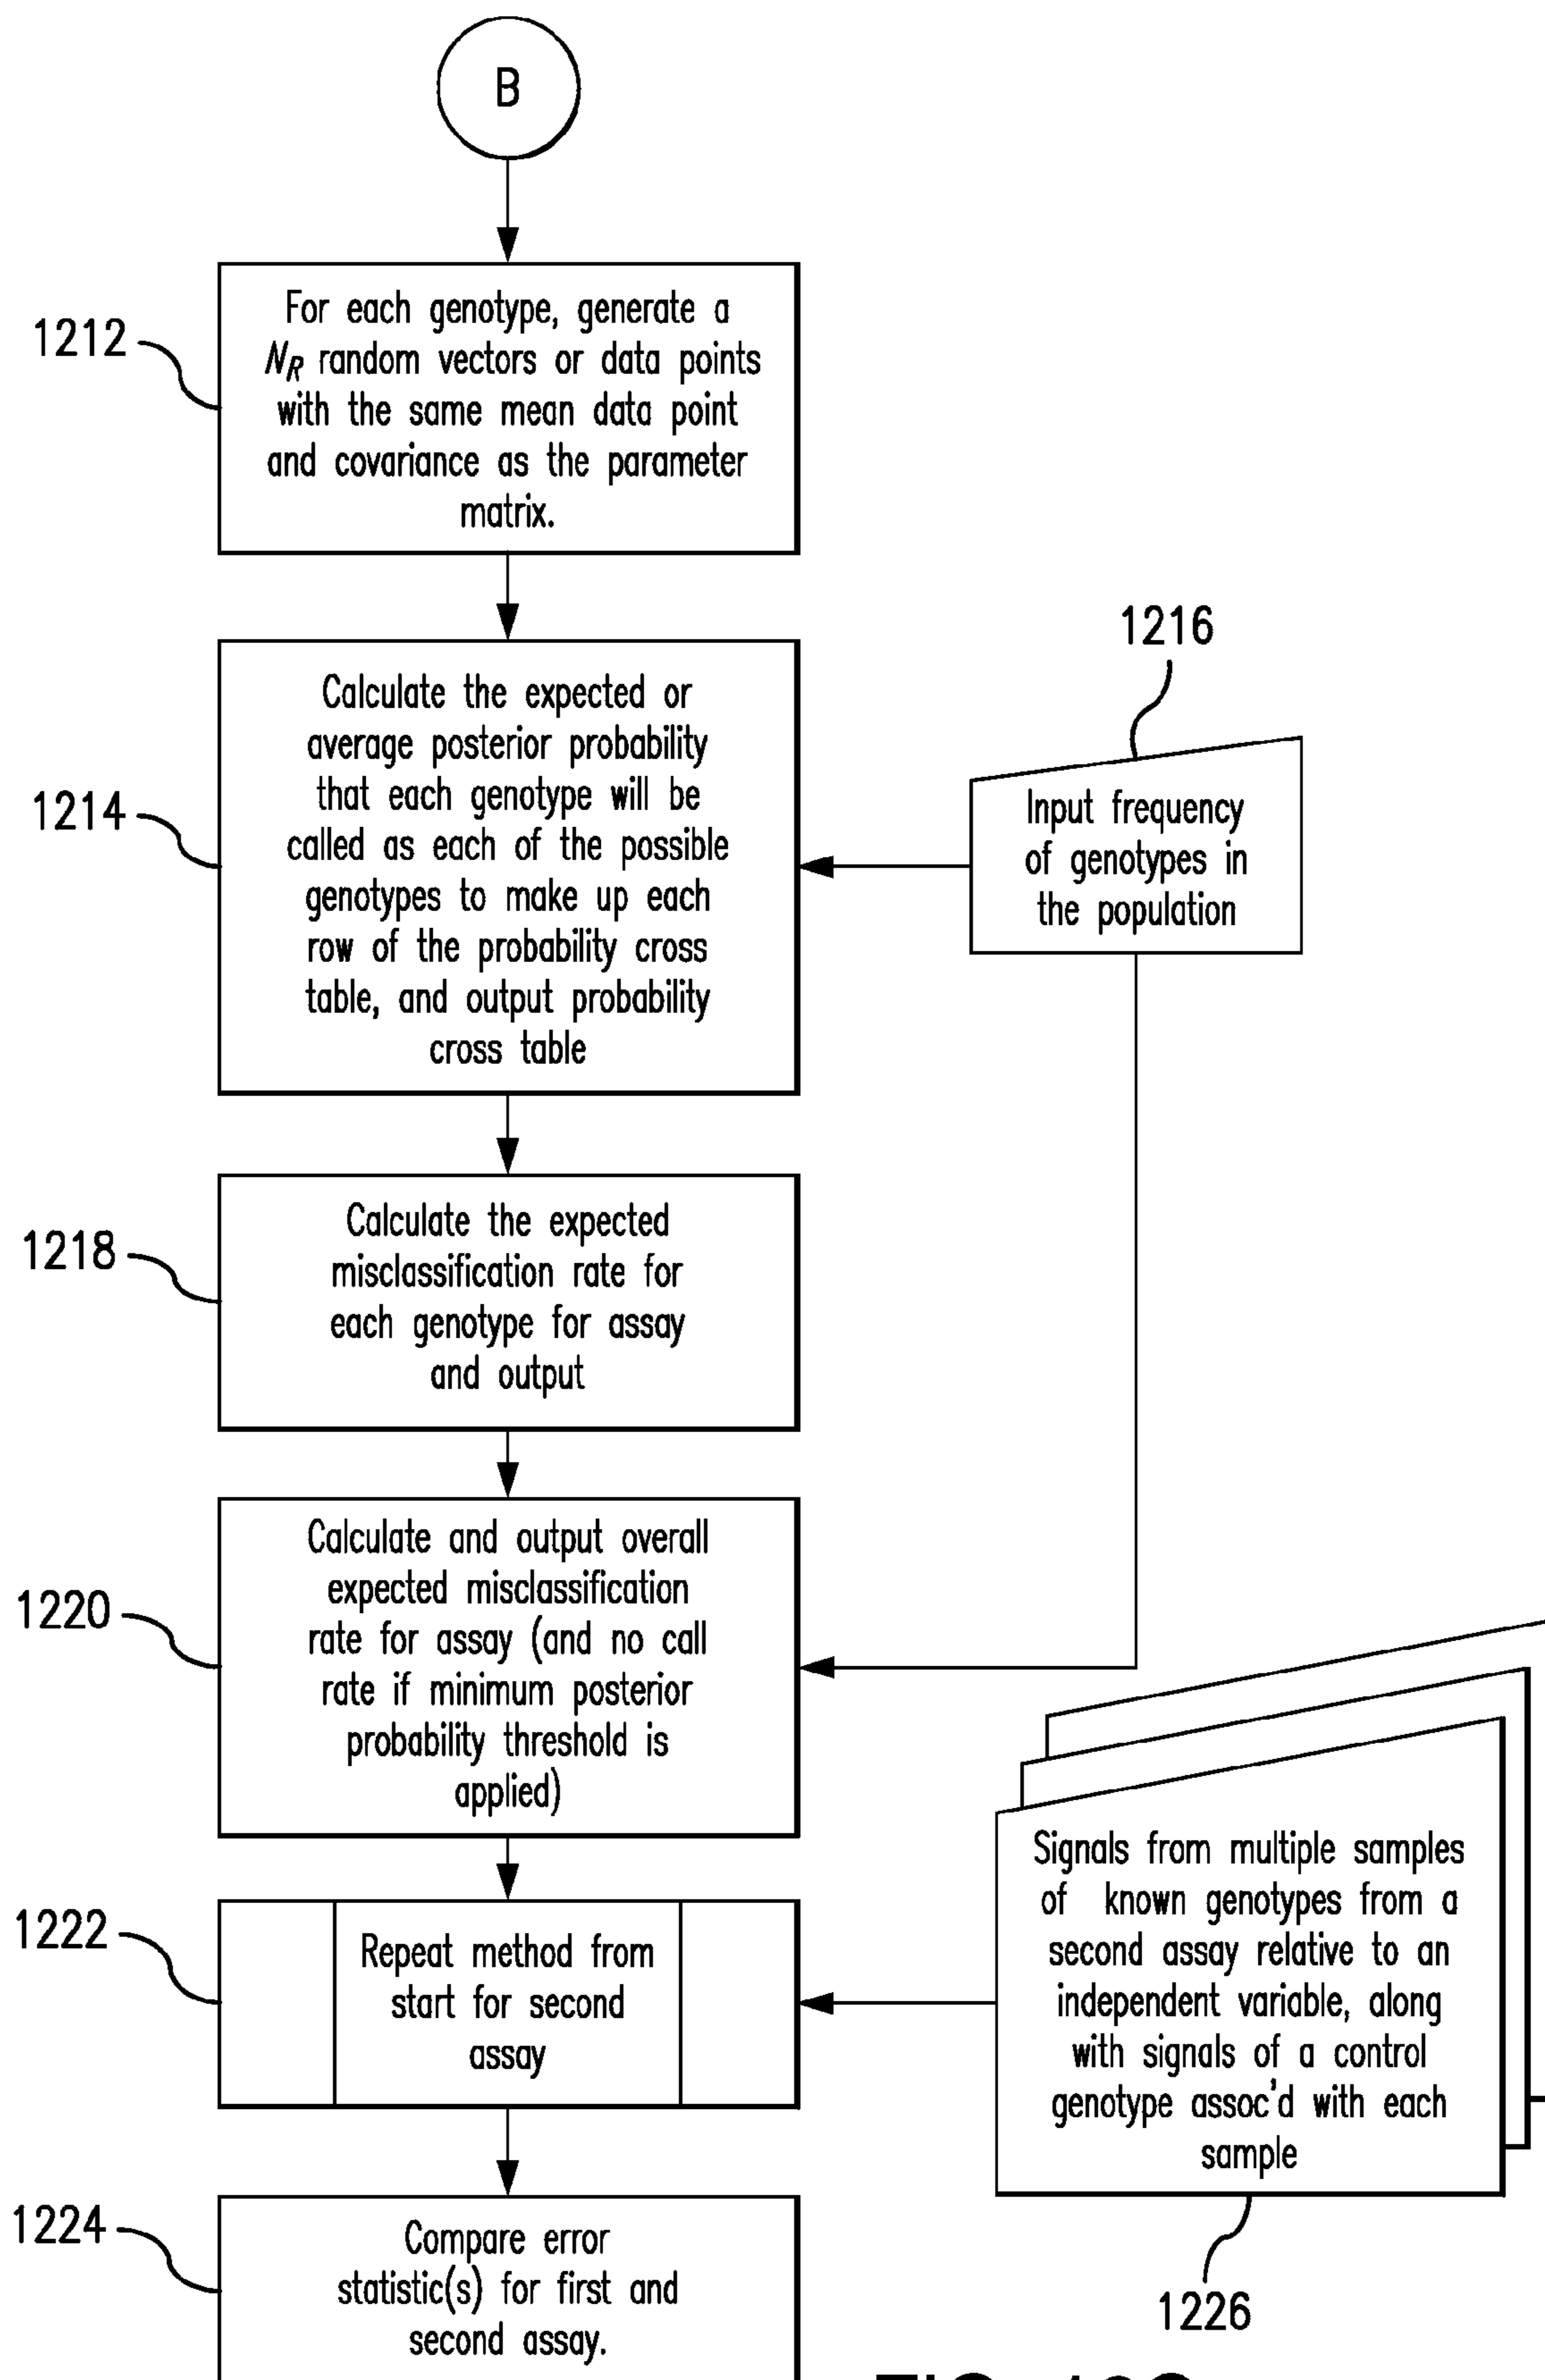 B
1212
For each genotype, generate a
NR random vectors or data points
with the same mean data point
and covariance as the parameter
matrix.
1214
Calculate the expected or
average posterior probability
that each genotype will be
called as each of the possible
genotypes to make up each
row of the probability cross
table, and output probability
cross table
1216
Input frequency
of genotypes in
the population
1218
Calculate the expected
misclassification rate for
each genotype for assay
and output
1220
Calculate and output overall
expected misclassification
rate for assay (and no call
rate if minimum posterior
probability threshold is
applied)
1222
Repeat method from
start for second
assay
Signals from multiple samples
of known genotypes from a
second assay relative to an
independent variable, along
with signals of a control
genotype assoc'd with each
sample
1226
1224
Compare error
statistic(s) for first and
second assay.